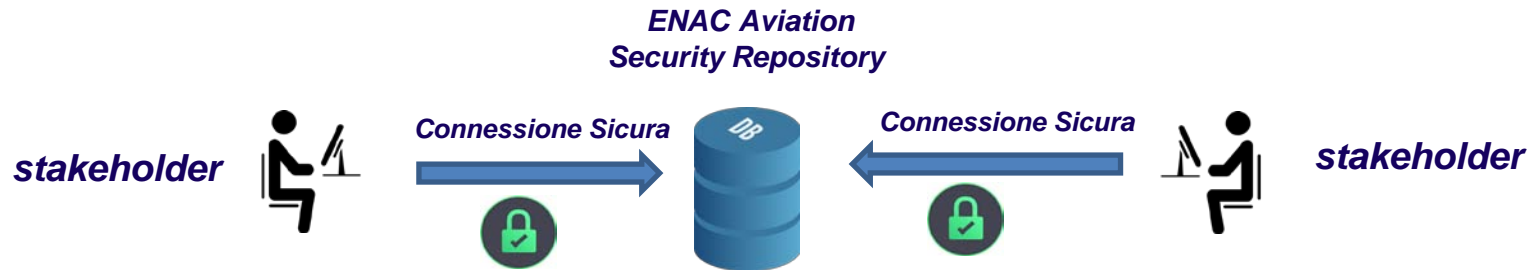 ENAC Aviation
Security Repository
stakeholder
Connessione Sicura
DB
Connessione Sicura
stakeholder